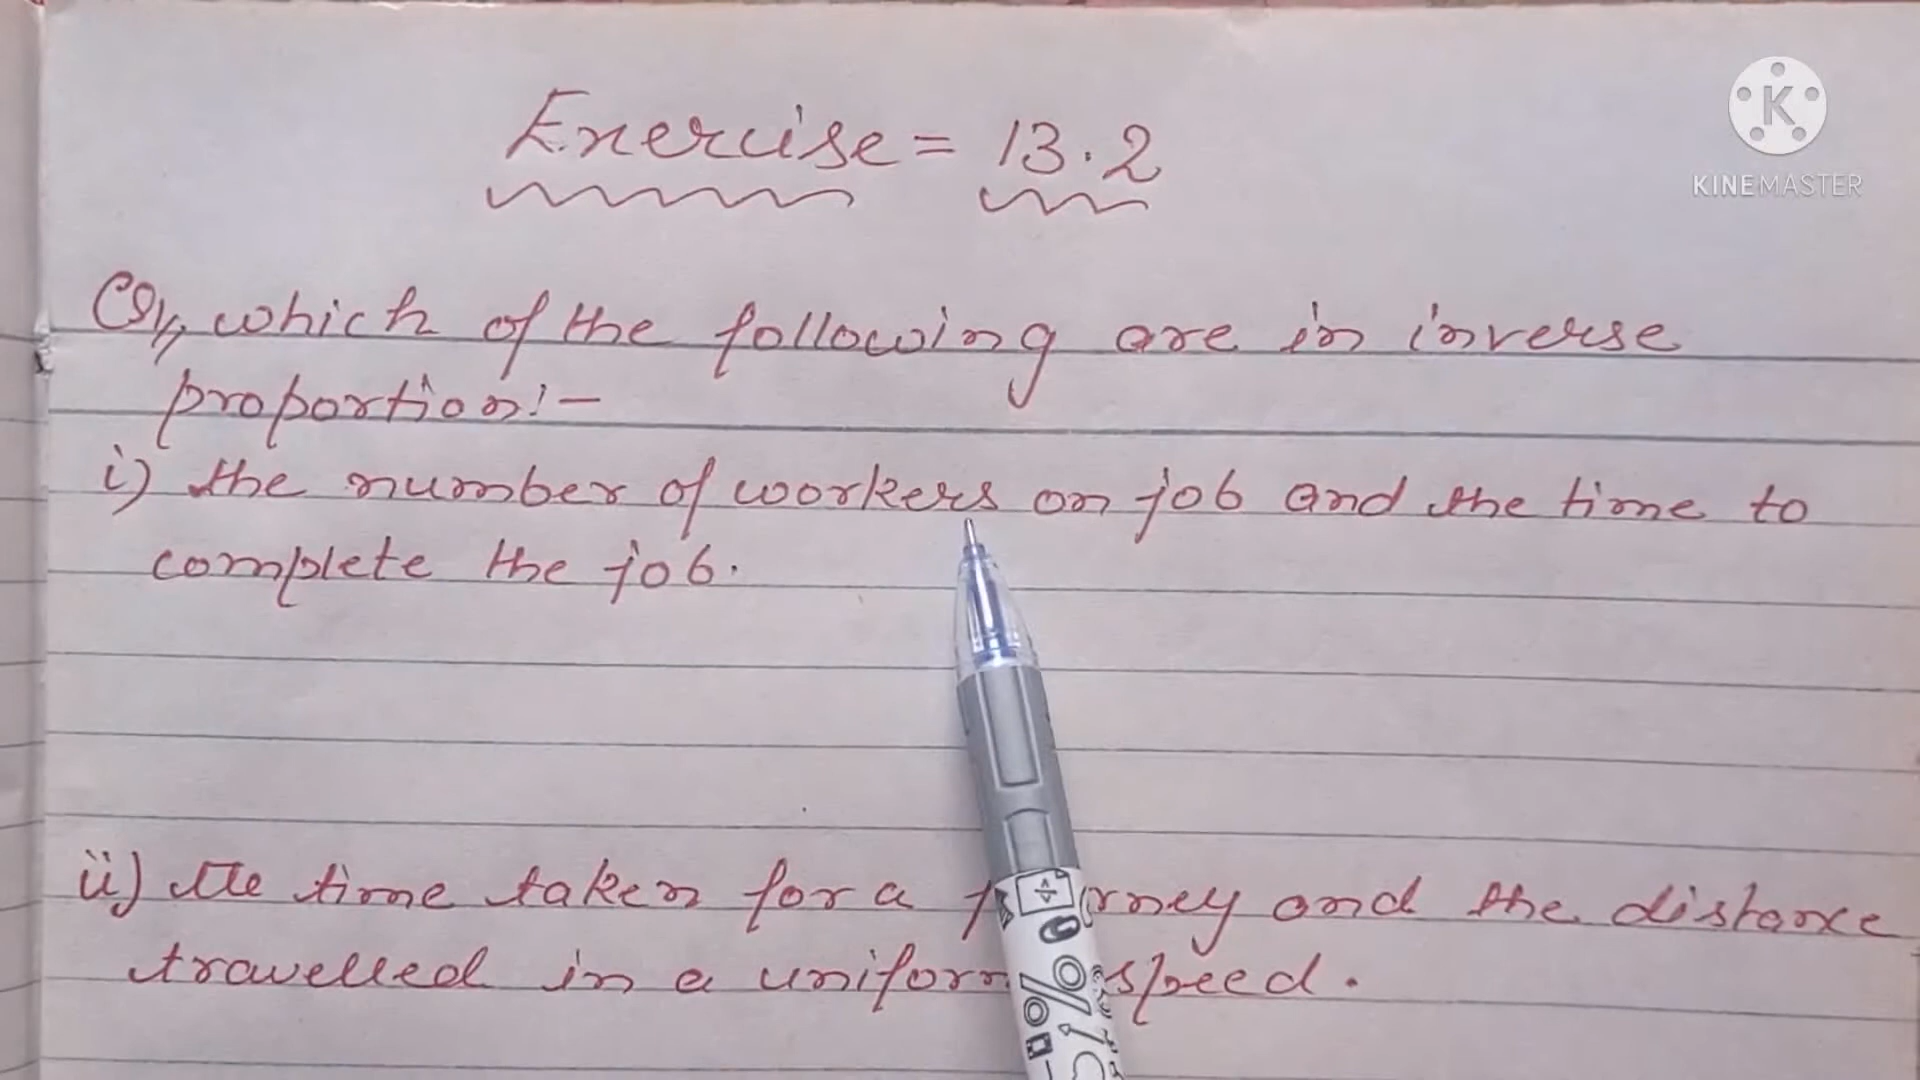 Exercise = 13.2
K
KINEMASTER
Q1, which of the following are in inverse
proportion:-
i) the number of workers on job and the time to
complete the job.
ii) the time taken for a and the distance
travelled in a uniform speed.